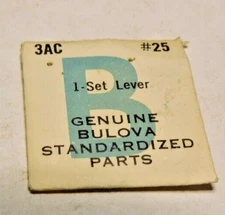 3AC #25
B
1-Set Lever
GENUINE
BULOVA
STANDARDIZED
PARTS